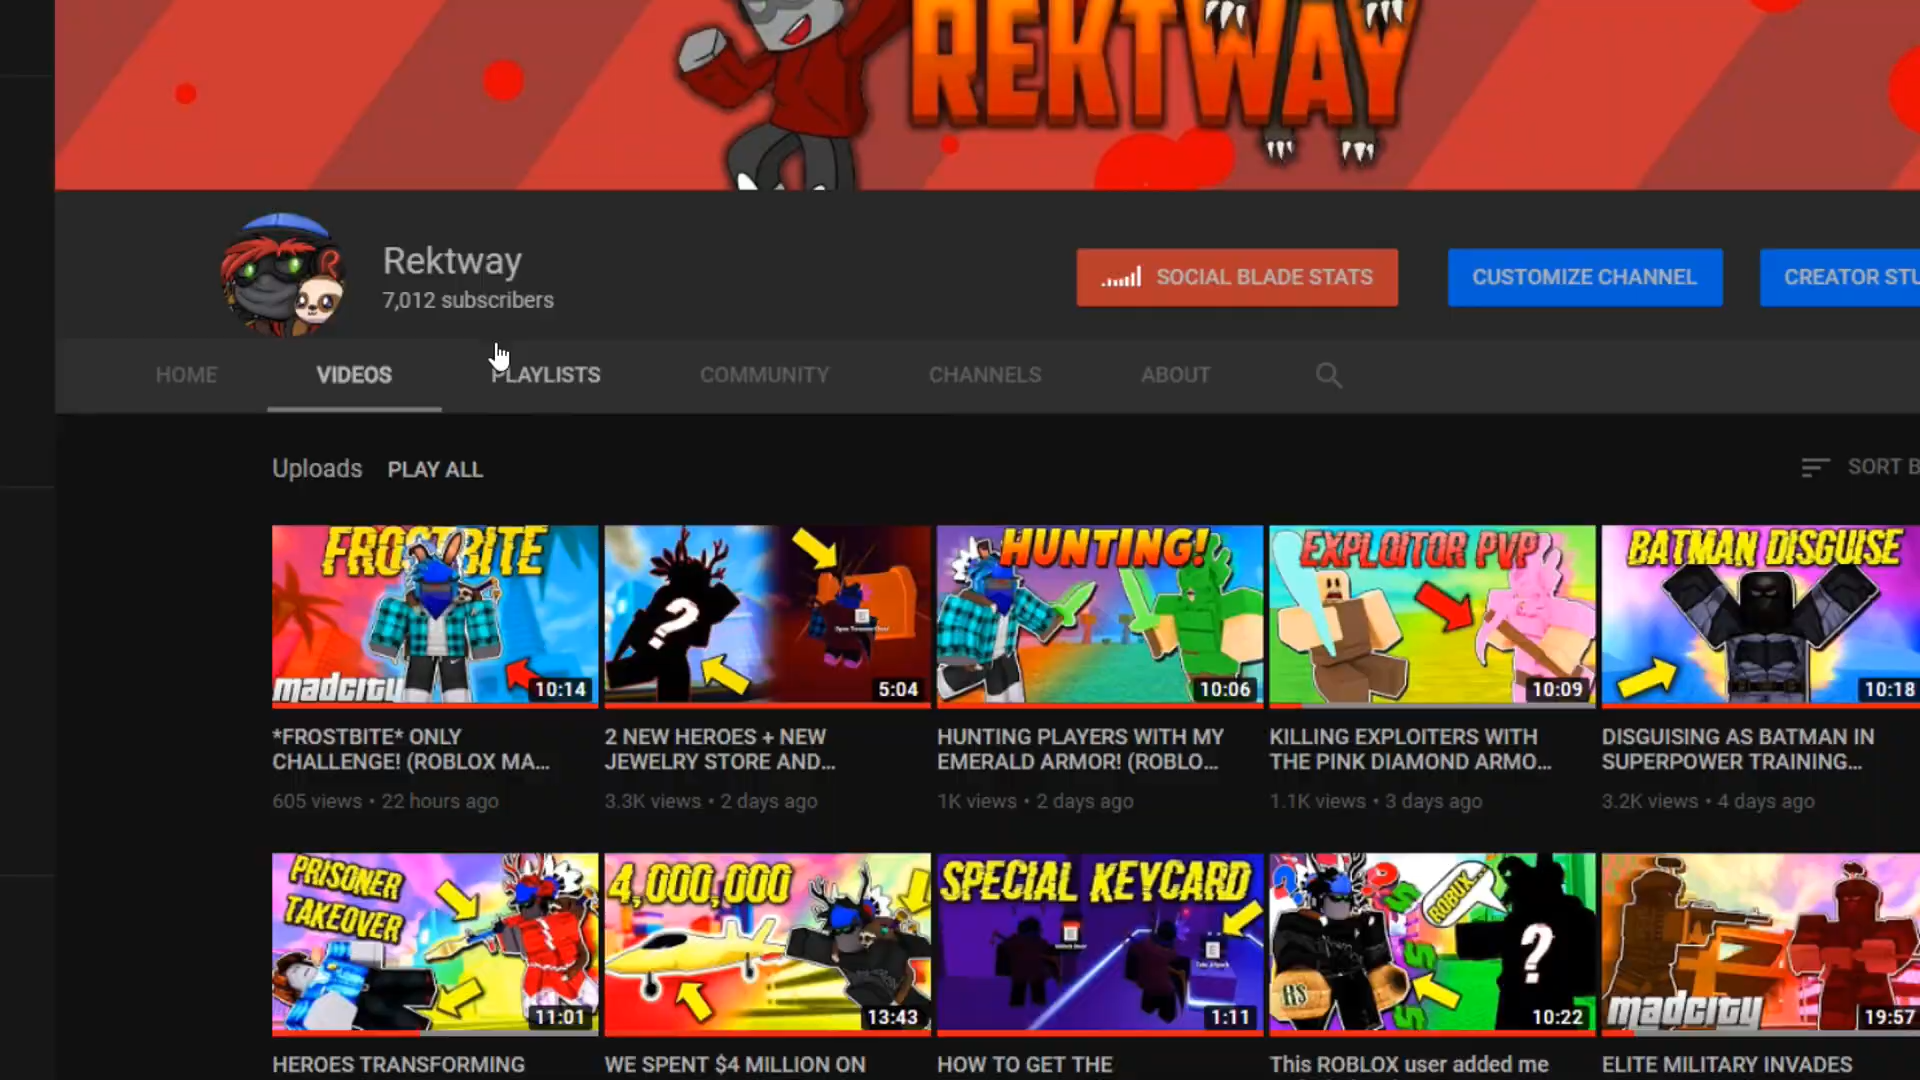 REKTWAY
Rektway
7,012 subscribers
SOCIAL BLADE STATS
CUSTOMIZE CHANNEL
CREATOR STU
HOME
VIDEOS
PLAYLISTS
COMMUNITY
CHANNELS
ABOUT
Uploads
PLAY ALL
SORT B
FROSTBITE
madcity
10:14
?
5:04
HUNTING!
10:06
EXPLOITOR PVP
10:09
BATMAN DISGUISE
10:18
*FROSTBITE* ONLY
CHALLENGE! (ROBLOX MA...
605 views • 22 hours ago
2 NEW HEROES + NEW
JEWELRY STORE AND...
3.3K views • 2 days ago
HUNTING PLAYERS WITH MY
EMERALD ARMOR! (ROBLO...
1K views • 2 days ago
KILLING EXPLOITERS WITH
THE PINK DIAMOND ARMO...
1.1K views • 3 days ago
DISGUISING AS BATMAN IN
SUPERPOWER TRAINING...
3.2K views • 4 days ago
PRISONER
TAKEOVER
11:01
4,000,000
13:43
SPECIAL KEYCARD
1:11
ROBUX...
?
R$
10:22
madcity
19:57
HEROES TRANSFORMING
WE SPENT $4 MILLION ON
HOW TO GET THE
This ROBLOX user added me
ELITE MILITARY INVADES